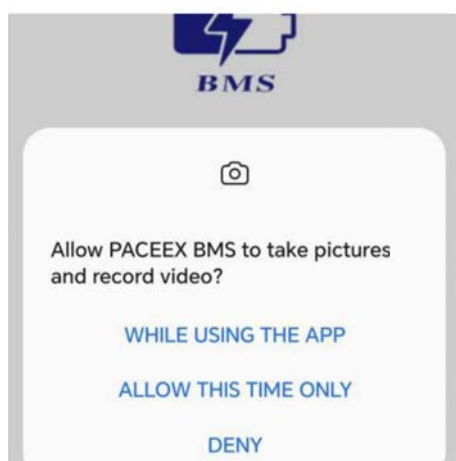 BMS
Allow PACEEX BMS to take pictures
and record video?
WHILE USING THE APP
ALLOW THIS TIME ONLY
DENY